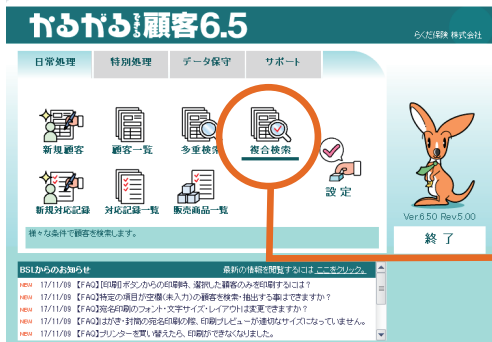 かるがるできる顧客6.5
らくだ保険 株式会社
日常処理 特別処理 データ保守 サポート
新規顧客 顧客一覧 多重検索 複合検索
設定
新規対応記録 対応記録一覧 販売商品一覧
Ver.6.50 Rev.5.00
様々な条件で顧客を検索します。
終了
BSLからのお知らせ 最新の情報を閲覧するには ここをクリック。
NEW 17/11/09 【FAQ】[印刷]ボタンからの印刷時、選択した顧客のみを印刷するには?
NEW 17/11/09 【FAQ】特定の項目が空欄(未入力)の顧客を検索・抽出する事はできますか?
NEW 17/11/09 【FAQ】宛名印刷のフォント・文字サイズ・レイアウトは変更できますか?
NEW 17/11/09 【FAQ】はがき・封筒の宛名印刷の際、印刷プレビューが適切なサイズになっていません。
NEW 17/11/09 【FAQ】プリンターを買い替えたら、印刷ができなくなりました。